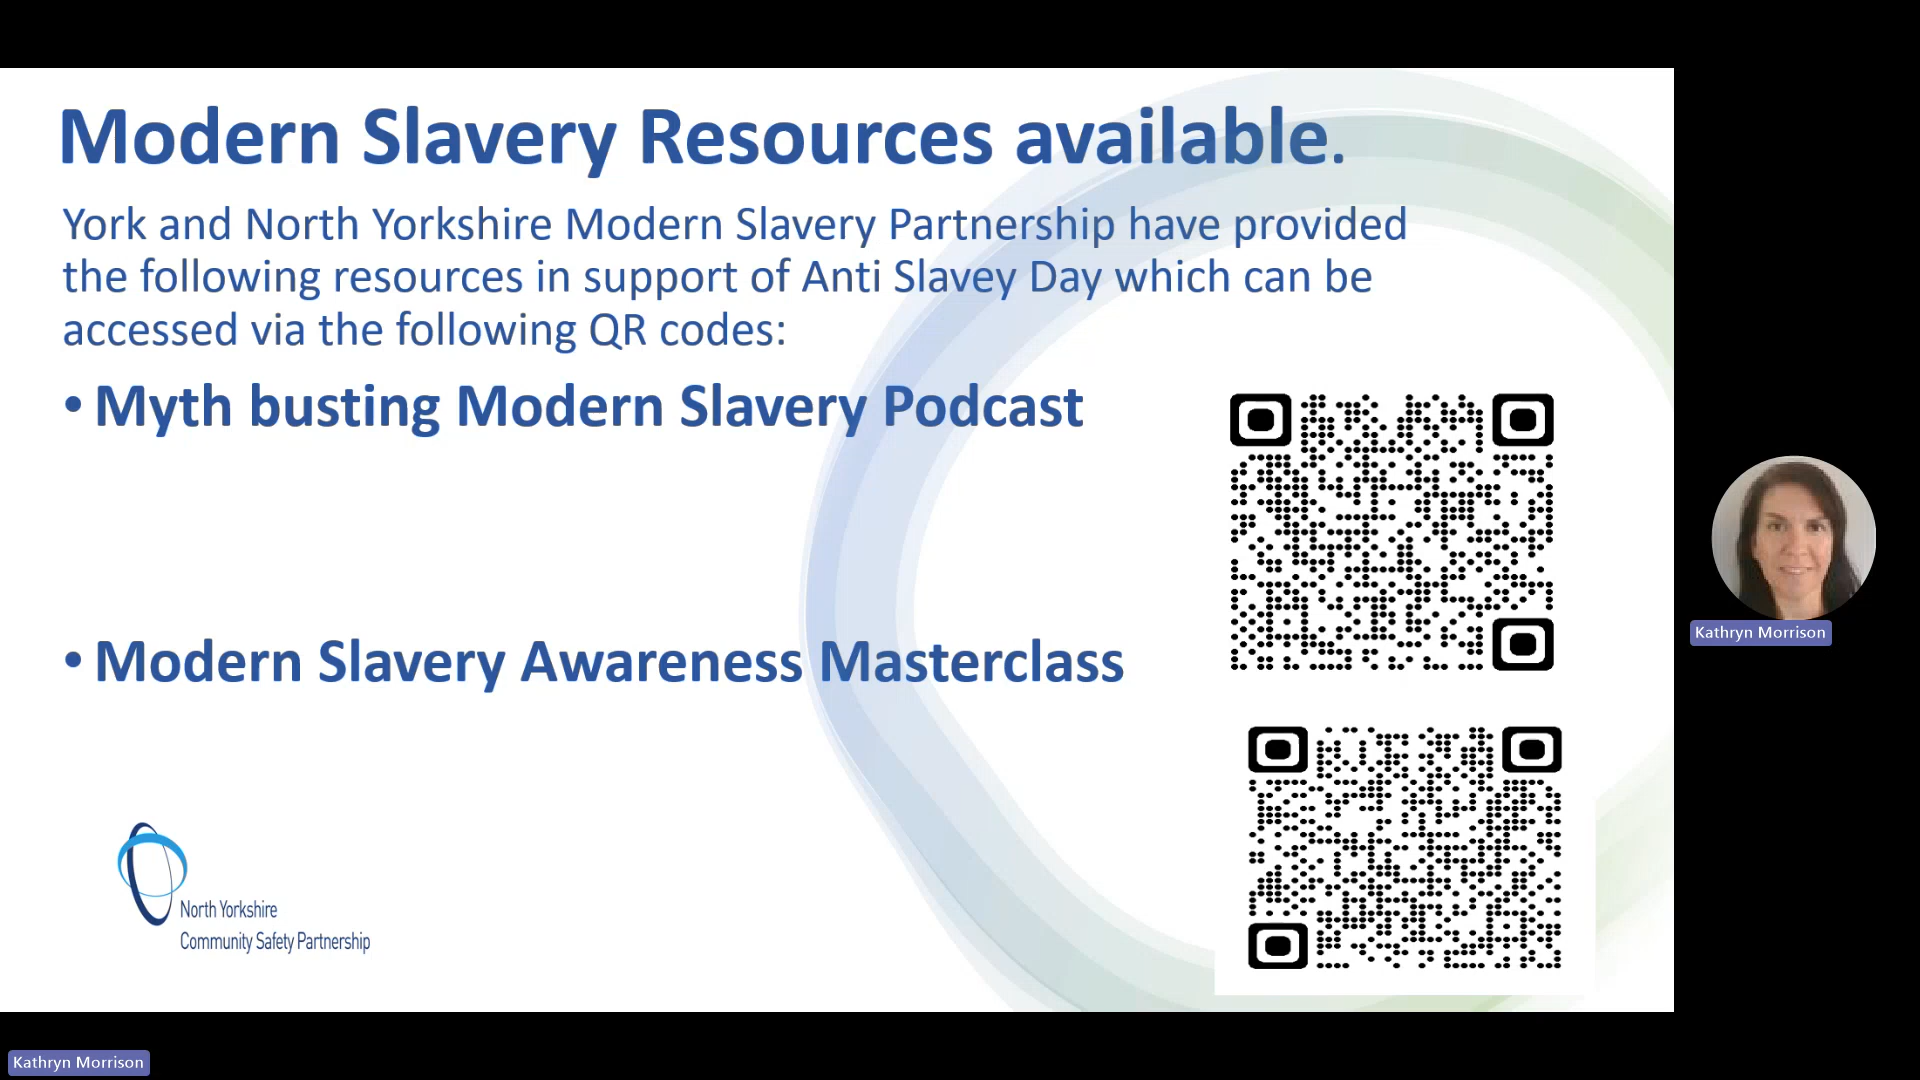 Modern Slavery Resources available.
York and North Yorkshire Modern Slavery Partnership have provided
the following resources in support of Anti Slavey Day which can be
accessed via the following QR codes:
• Myth busting Modern Slavery Podcast
• Modern Slavery Awareness Masterclass
North Yorkshire
Community Safety Partnership
Kathryn Morrison
Kathryn Morrison